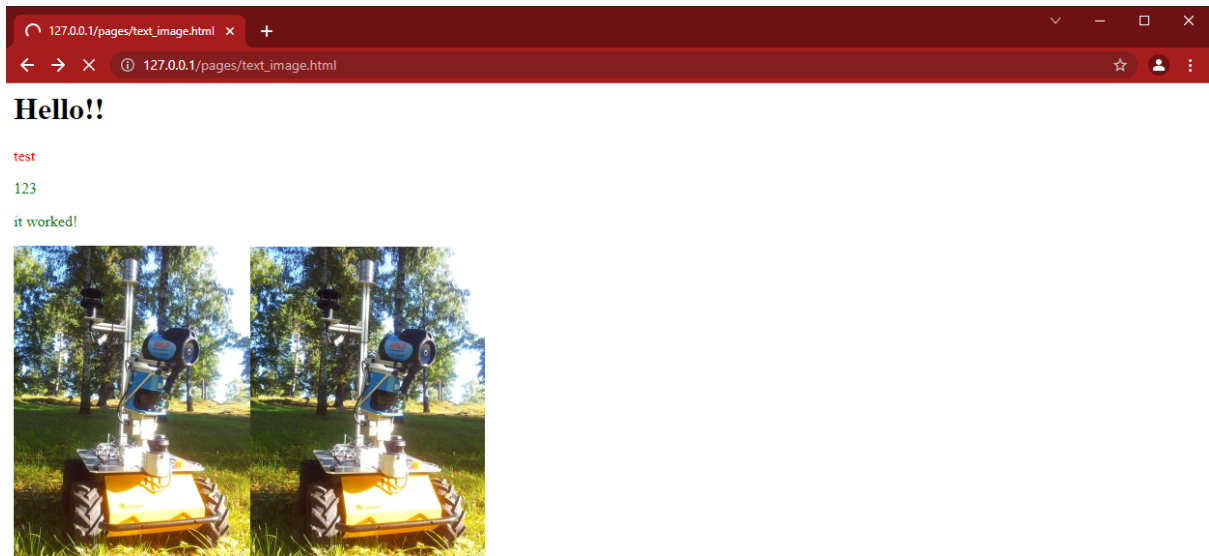 127.0.0.1/pages/text_image.html
127.0.0.1/pages/text_image.html
Hello!!
test
123
it worked!